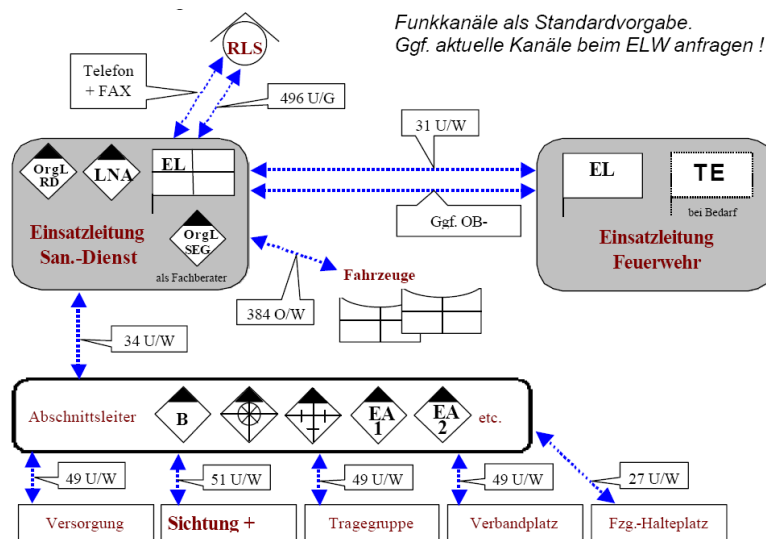 Funkkanäle als Standardvorgabe.
Ggf. aktuelle Kanäle beim ELW anfragen !
RLS
Telefon
+ FAX
496 U/G
31 U/W
OrgL
RD
LNA
EL
Einsatzleitung
San.-Dienst
OrgL
SEG
als Fachberater
Ggf. OB-
EL
TE
bei Bedarf
Einsatzleitung
Feuerwehr
Fahrzeuge
384 O/W
34 U/W
Abschnittsleiter
B
EA
1
EA
2
etc.
49 U/W
51 U/W
49 U/W
49 U/W
27 U/W
Versorgung
Sichtung +
Tragegruppe
Verbandplatz
Fzg.-Halteplatz